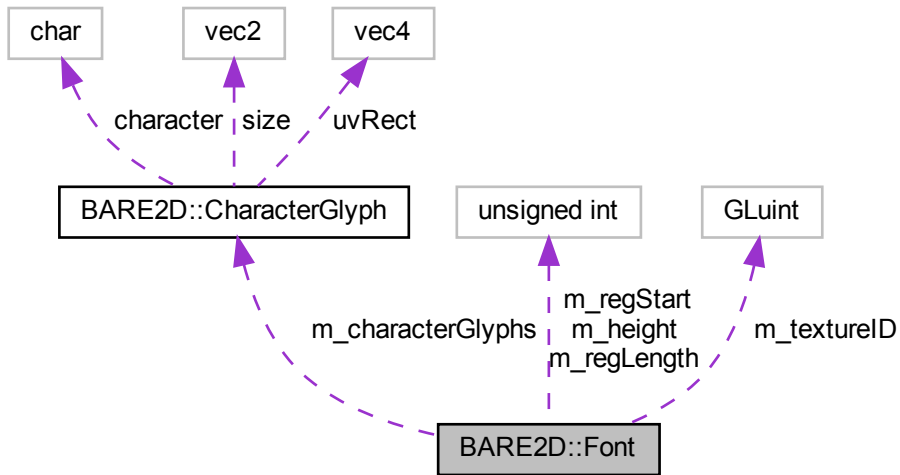 char
vec2
vec4
character
size
uvRect
BARE2D::CharacterGlyph
unsigned int
GLuint
m_characterGlyphs
m_regStart
m_height
m_regLength
m_textureID
BARE2D::Font